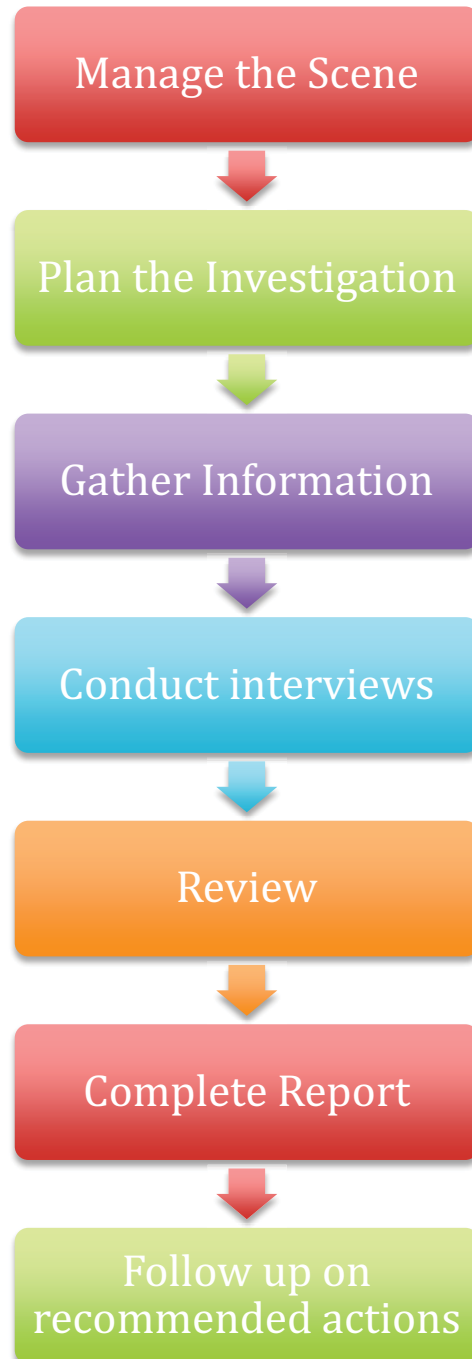 Manage the Scene
Plan the Investigation
Gather Information
Conduct interviews
Review
Complete Report
Follow up on
recommended actions